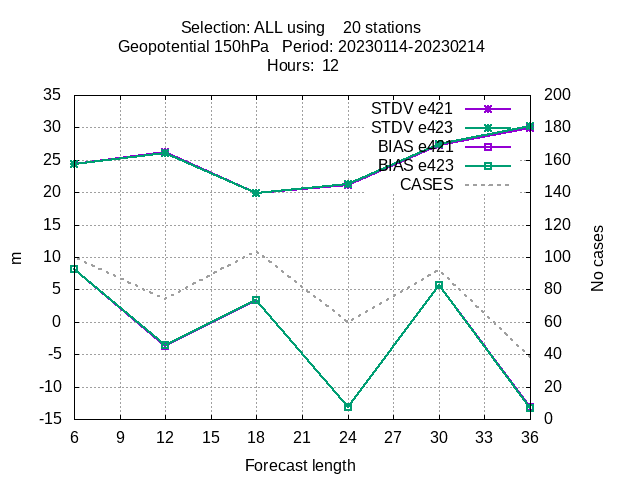 Selection: ALL using    20 stations
Geopotential 150hPa   Period: 20230114-20230214
Hours:  12
35 200
STDV e421
30 STDV e423 180
25 BIAS e421 160
BIAS e423
20 CASES 140
15 120
10 100
5 80
0 60
-5 40
-10 20
-15 0
m
No cases
6 9 12 15 18 21 24 27 30 33 36
Forecast length